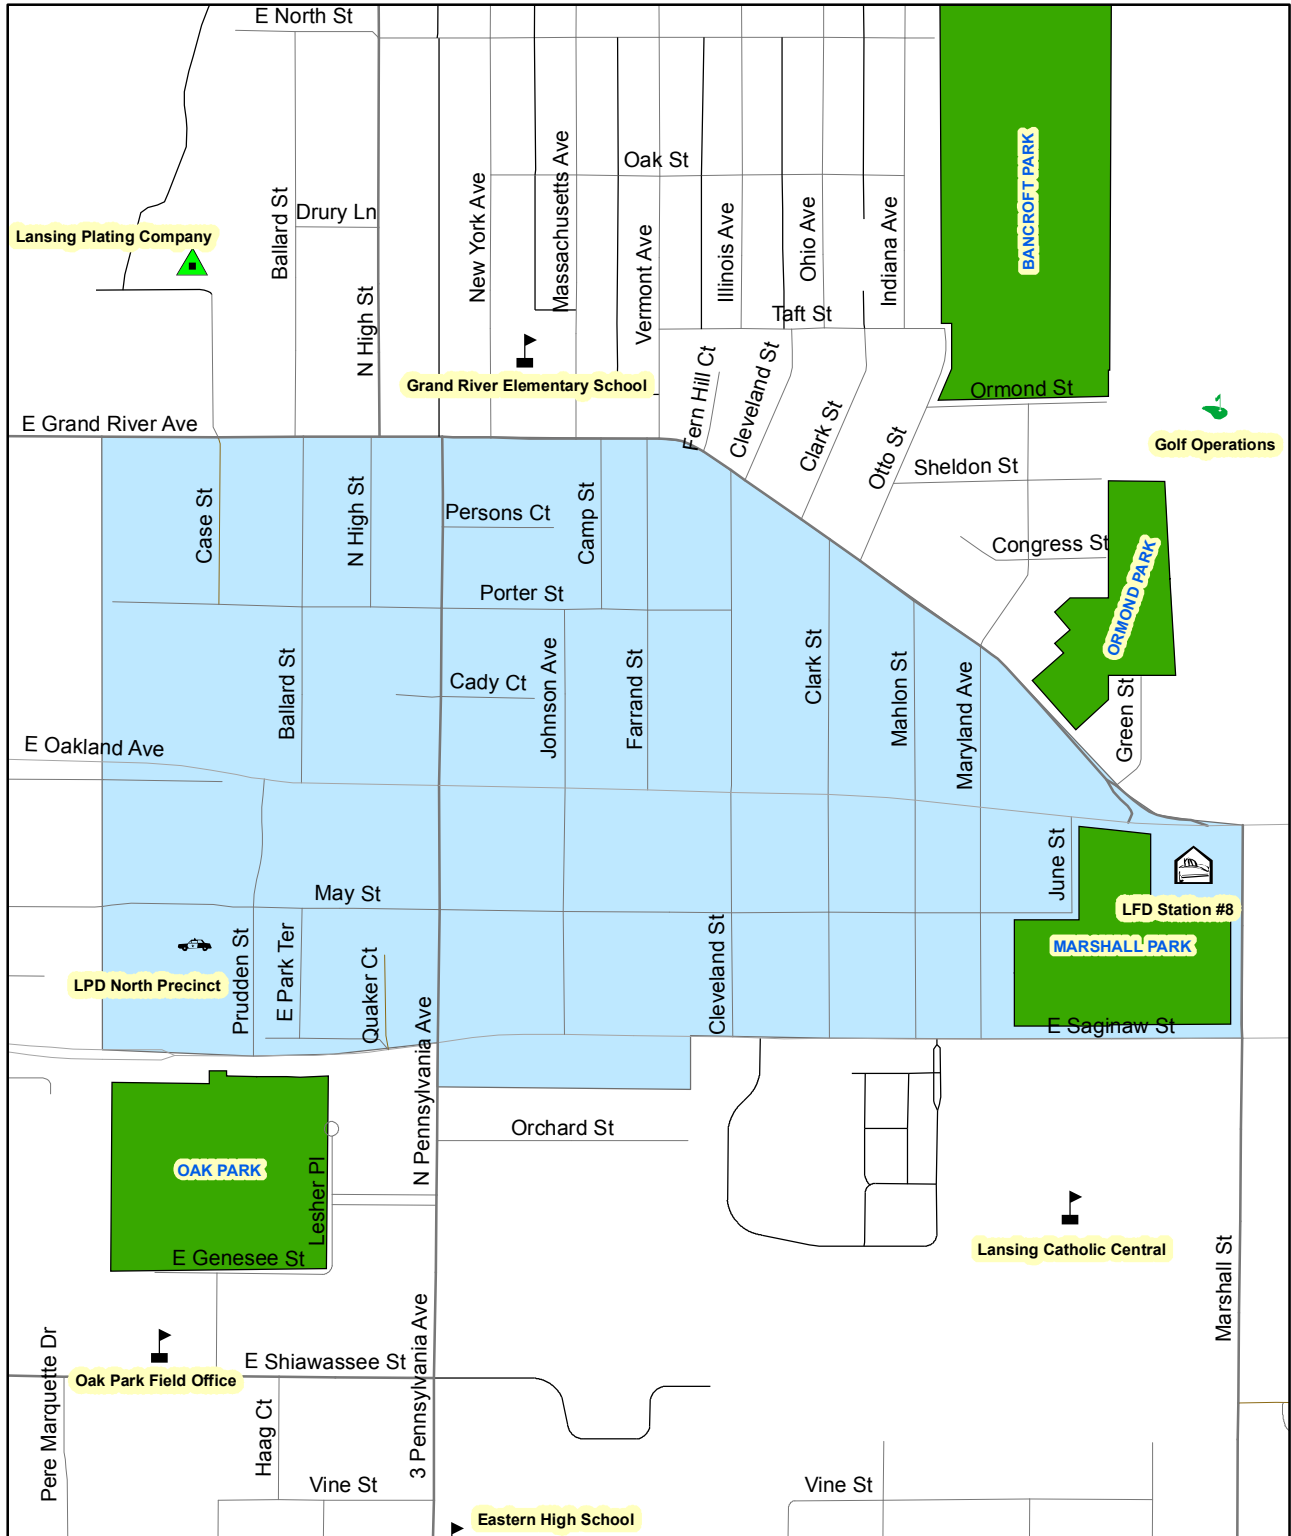 E North St
Oak St
Massachusetts Ave
BANCROFT PARK
Ballard St
Drury Ln
New York Ave
Lansing Plating Company
Vermont Ave
Illinois Ave
Ohio Ave
Indiana Ave
N High St
Taft St
Grand River Elementary School
Fern Hill Ct
Cleveland St
Clark St
Otto St
Ormond St
E Grand River Ave
Golf Operations
Sheldon St
Case St
N High St
Persons Ct
Camp St
Congress St
ORMOND PARK
Porter St
Ballard St
Cady Ct
Johnson Ave
Farrand St
Clark St
Mahlon St
Maryland Ave
Green St
E Oakland Ave
June St
May St
LFD Station #8
MARSHALL PARK
Prudden St
E Park Ter
Quaker Ct
Cleveland St
LPD North Precinct
E Saginaw St
N Pennsylvania Ave
Orchard St
OAK PARK
Lesher Pl
E Genesee St
Lansing Catholic Central
Marshall St
Pere Marquette Dr
E Shiawassee St
3 Pennsylvania Ave
Oak Park Field Office
Haag Ct
Vine St
Vine St
Eastern High School